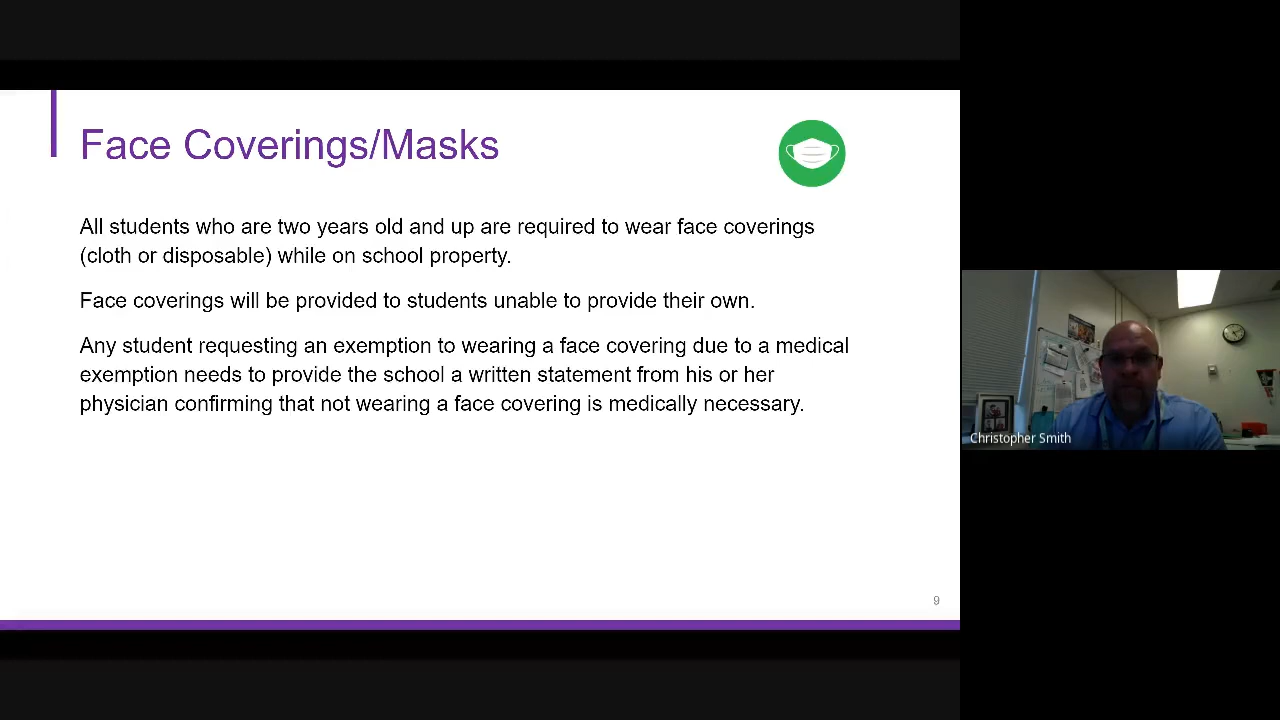 Face Coverings/Masks
All students who are two years old and up are required to wear face coverings
(cloth or disposable) while on school property.
Face coverings will be provided to students unable to provide their own.
Any student requesting an exemption to wearing a face covering due to a medical
exemption needs to provide the school a written statement from his or her
physician confirming that not wearing a face covering is medically necessary.
9
Christopher Smith